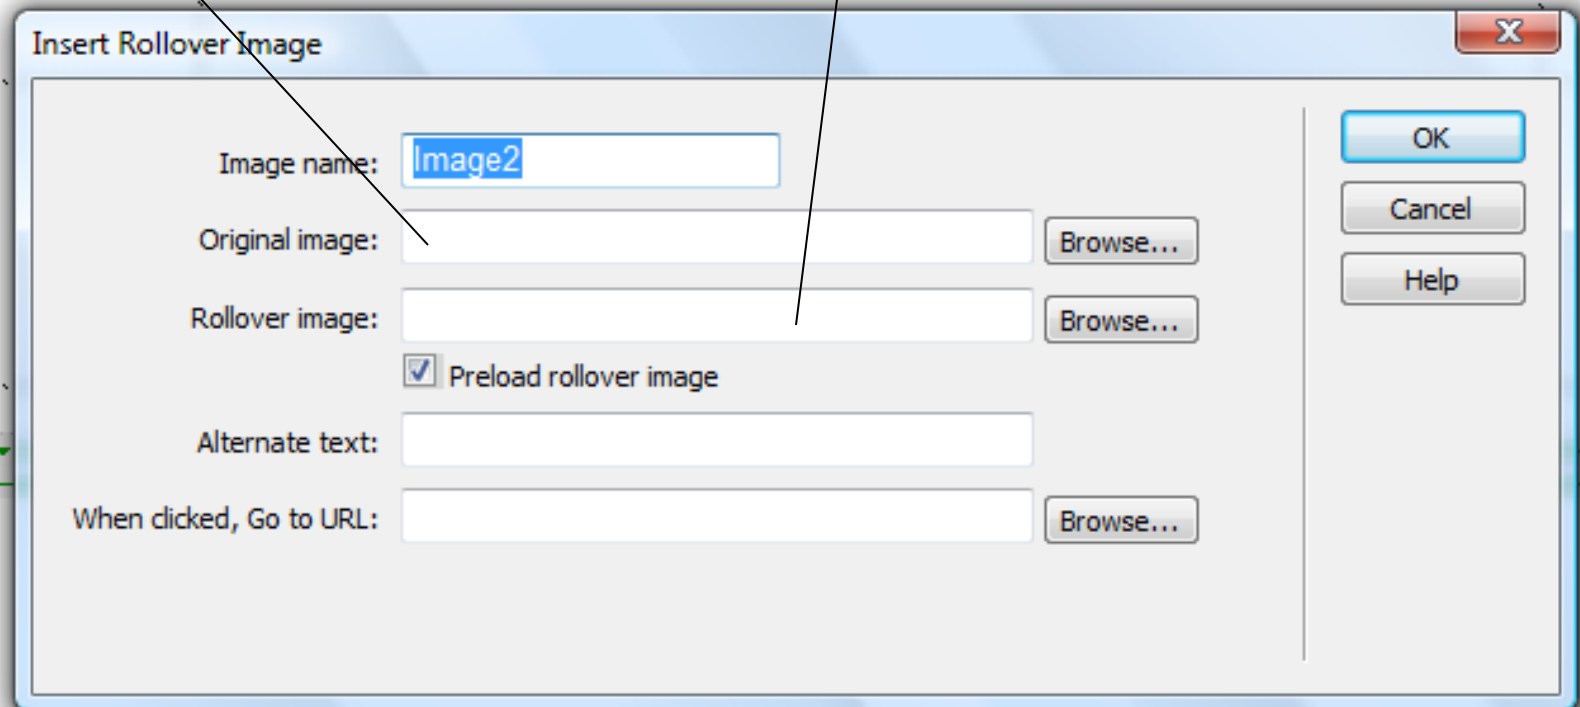 Insert Rollover Image
Image name: Image2
Original image: Browse...
Rollover image: Browse...
Preload rollover image
Alternate text:
When clicked, Go to URL: Browse...
OK
Cancel
Help